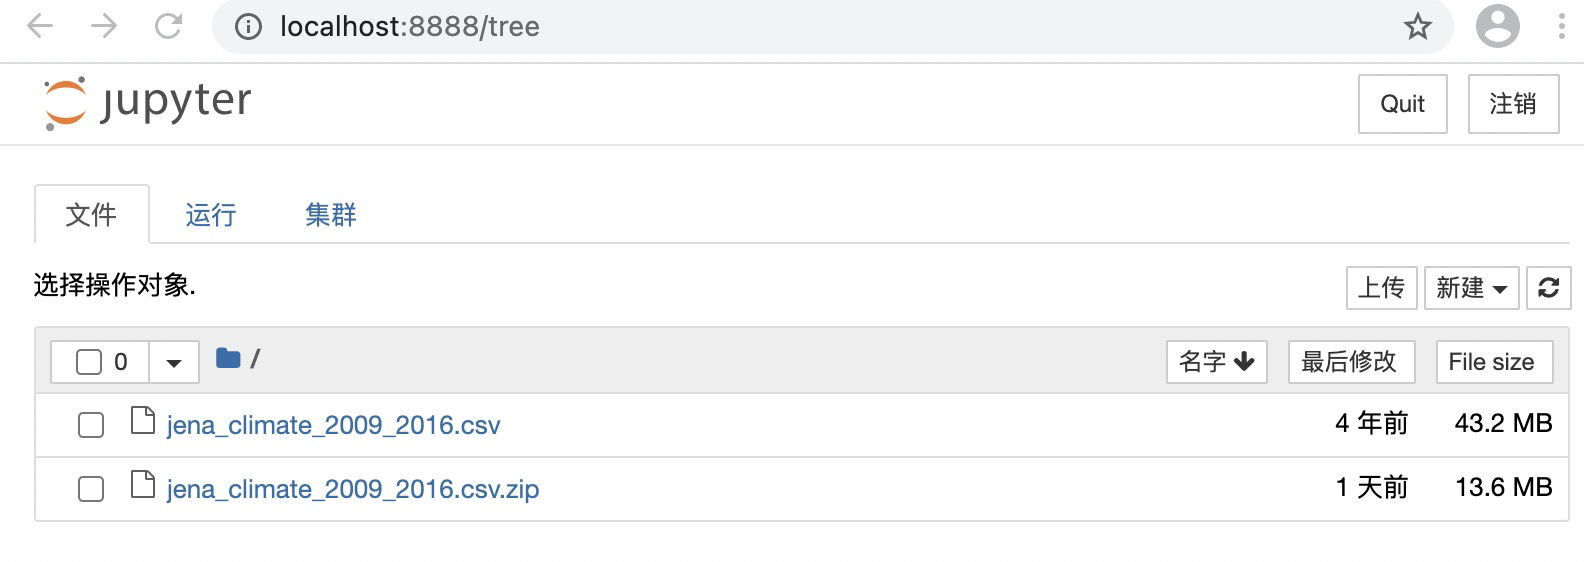 localhost:8888/tree
jupyter
Quit 注销
文件 运行 集群
选择操作对象.
上传 新建
0 / 名字 最后修改 File size
jena_climate_2009_2016.csv 4 年前 43.2 MB
jena_climate_2009_2016.csv.zip 1 天前 13.6 MB